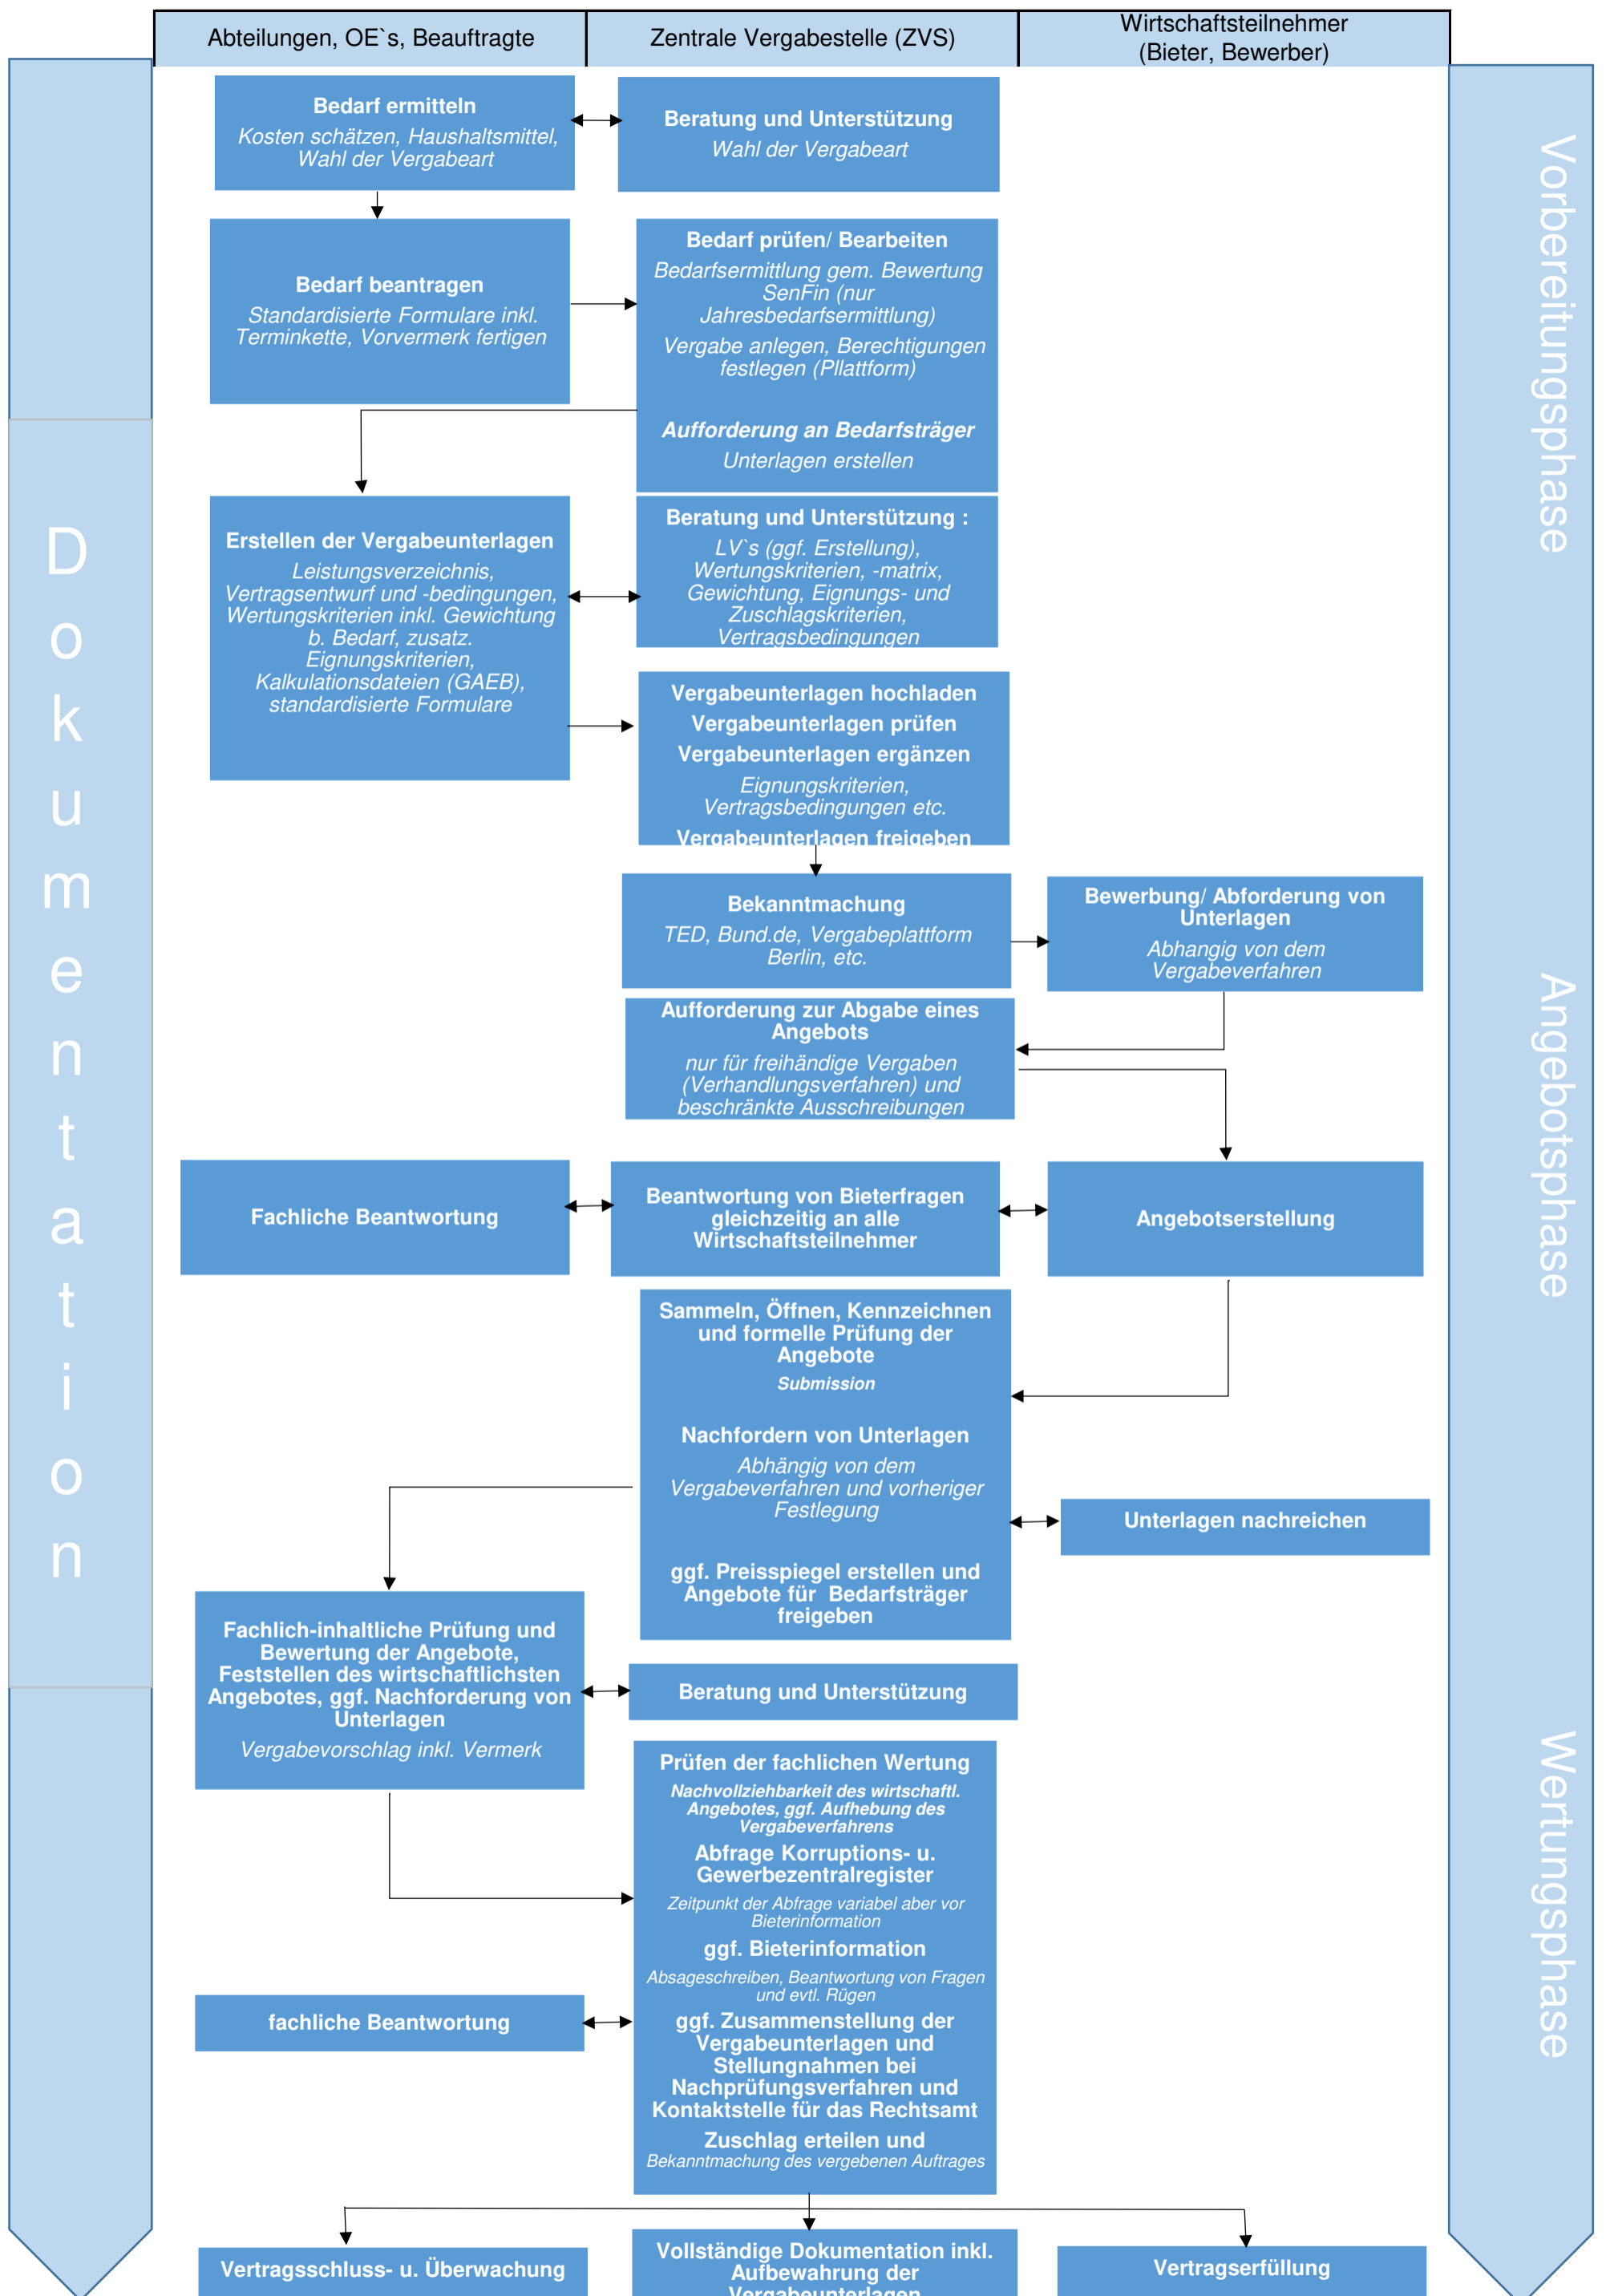 Abteilungen, OE`s, Beauftragte
Zentrale Vergabestelle (ZVS)
Wirtschaftsteilnehmer
(Bieter, Bewerber)
Dokumentation
Vorbereitungsphase
Bedarf ermitteln
Kosten schätzen, Haushaltsmittel,
Wahl der Vergabeart
Beratung und Unterstützung
Wahl der Vergabeart
Bedarf beantragen
Standardisierte Formulare inkl.
Terminkette, Vorvermerk fertigen
Bedarf prüfen/ Bearbeiten
Bedarfsermittlung gem. Bewertung
SenFin (nur
Jahresbedarfsermittlung)
Vergabe anlegen, Berechtigungen
festlegen (Pllattform)
Aufforderung an Bedarfsträger
Unterlagen erstellen
Erstellen der Vergabeunterlagen
Leistungsverzeichnis,
Vertragsentwurf und -bedingungen,
Wertungskriterien inkl. Gewichtung
b. Bedarf, zusatz.
Eignungskriterien,
Kalkulationsdateien (GAEB),
standardisierte Formulare
Beratung und Unterstützung :
LV`s (ggf. Erstellung),
Wertungskriterien, -matrix,
Gewichtung, Eignungs- und
Zuschlagskriterien,
Vertragsbedingungen
Vergabeunterlagen hochladen
Vergabeunterlagen prüfen
Vergabeunterlagen ergänzen
Eignungskriterien,
Vertragsbedingungen etc.
Vergabeunterlagen freigeben
Angebotsphase
Bekanntmachung
TED, Bund.de, Vergabeplattform
Berlin, etc.
Bewerbung/ Abforderung von
Unterlagen
Abhangig von dem
Vergabeverfahren
Aufforderung zur Abgabe eines
Angebots
nur für freihändige Vergaben
(Verhandlungsverfahren) und
beschränkte Ausschreibungen
Fachliche Beantwortung
Beantwortung von Bieterfragen
gleichzeitig an alle
Wirtschaftsteilnehmer
Angebotserstellung
Sammeln, Öffnen, Kennzeichnen
und formelle Prüfung der
Angebote
Submission
Nachfordern von Unterlagen
Abhängig von dem
Vergabeverfahren und vorheriger
Festlegung
ggf. Preisspiegel erstellen und
Angebote für Bedarfsträger
freigeben
Unterlagen nachreichen
Wertungsphase
Fachlich-inhaltliche Prüfung und
Bewertung der Angebote,
Feststellen des wirtschaftlichsten
Angebotes, ggf. Nachforderung von
Unterlagen
Vergabevorschlag inkl. Vermerk
Beratung und Unterstützung
Prüfen der fachlichen Wertung
Nachvollziehbarkeit des wirtschaftl.
Angebotes, ggf. Aufhebung des
Vergabeverfahrens
Abfrage Korruptions- u.
Gewerbezentralregister
Zeitpunkt der Abfrage variabel aber vor
Bieterinformation
ggf. Bieterinformation
Absageschreiben, Beantwortung von Fragen
und evtl. Rügen
ggf. Zusammenstellung der
Vergabeunterlagen und
Stellungnahmen bei
Nachprüfungsverfahren und
Kontaktstelle für das Rechtsamt
Zuschlag erteilen und
Bekanntmachung des vergebenen Auftrages
fachliche Beantwortung
Vertragsschluss- u. Überwachung
Vollständige Dokumentation inkl.
Aufbewahrung der
Vergabeunterlagen
Vertragserfüllung